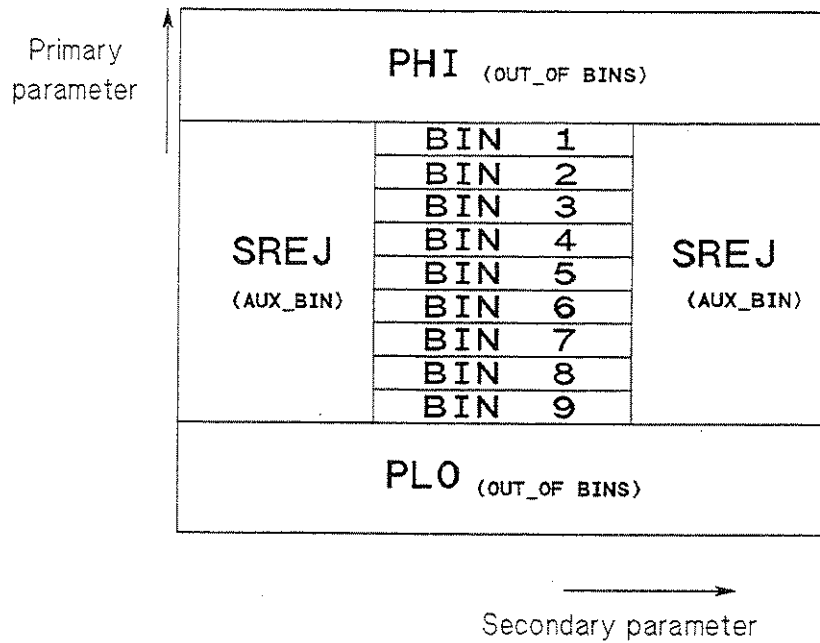 Primary
parameter
PHI (OUT_OF BINS)
BIN 1
BIN 2
BIN 3
BIN 4
BIN 5
BIN 6
BIN 7
BIN 8
BIN 9
SREJ
(AUX_BIN)
SREJ
(AUX_BIN)
PLO (OUT_OF BINS)
Secondary parameter